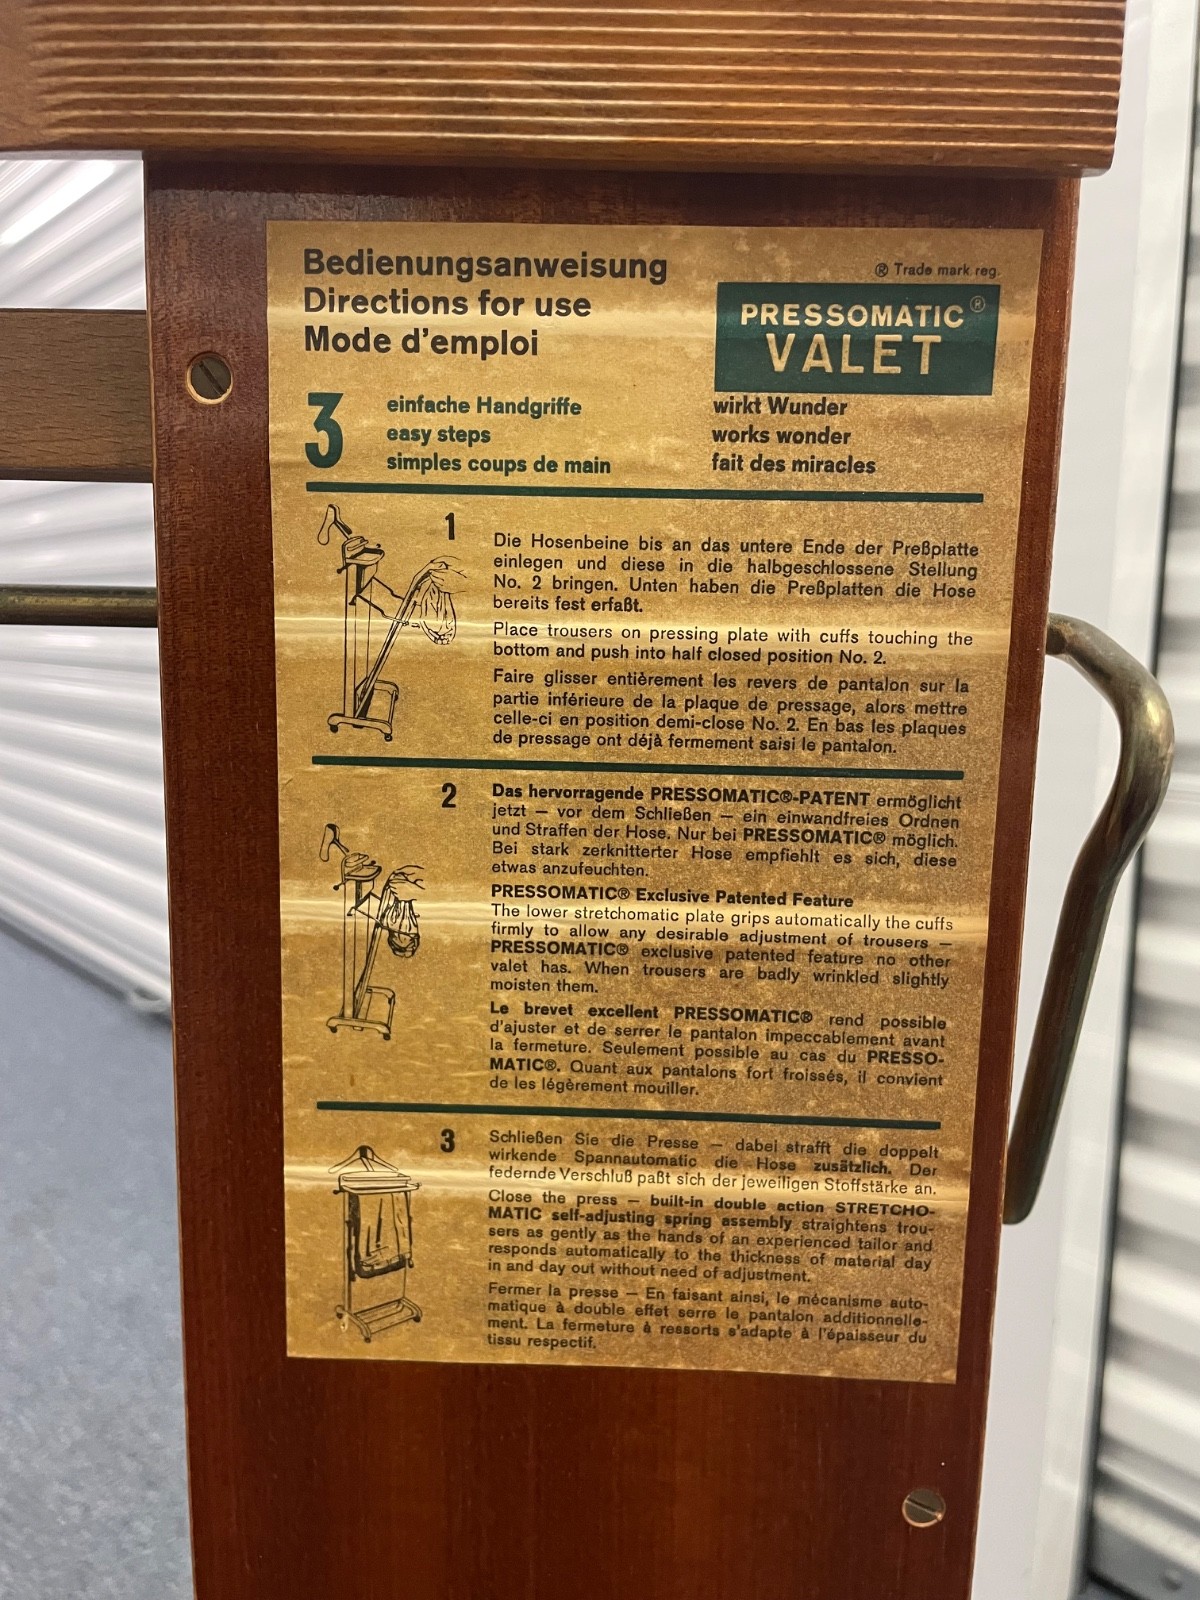 Bedienungsanweisung
Directions for use
Mode d'emploi
® Trade mark reg.
PRESSOMATIC®
VALET
3
einfache Handgriffe
easy steps
simples coups de main
wirkt Wunder
works wonder
fait des miracles
1
Die Hosenbeine bis an das untere Ende der Preßplatte
einlegen und diese in die halbgeschlossene Stellung
No. 2 bringen. Unten haben die Preßplatten die Hose
bereits fest erfaßt.
Place trousers on pressing plate with cuffs touching the
bottom and push into half closed position No. 2.
Faire glisser entièrement les revers de pantalon sur la
partie inférieure de la plaque de pressage, alors mettre
celle-ci en position demi-close No. 2. En bas les plaques
de pressage ont déjà fermement saisi le pantalon.
2
Das hervorragende PRESSOMATIC®-PATENT ermöglicht
jetzt — vor dem Schließen — ein einwandfreies Ordnen
und Straffen der Hose. Nur bei PRESSOMATIC® möglich.
Bei stark zerknitterter Hose empfiehlt es sich, diese
etwas anzufeuchten.
PRESSOMATIC® Exclusive Patented Feature
The lower stretchomatic plate grips automatically the cuffs
firmly to allow any desirable adjustment of trousers —
PRESSOMATIC® exclusive patented feature no other
valet has. When trousers are badly wrinkled slightly
moisten them.
Le brevet excellent PRESSOMATIC® rend possible
d'ajuster et de serrer le pantalon impeccablement avant
la fermeture. Seulement possible au cas du PRESSO-
MATIC®. Quant aux pantalons fort froissés, il convient
de les légèrement mouiller.
3
Schließen Sie die Presse — dabei strafft die doppelt
wirkende Spannautomatic die Hose zusätzlich. Der
federnde Verschluß paßt sich der jeweiligen Stoffstärke an.
Close the press — built-in double action STRETCHO-
MATIC self-adjusting spring assembly straightens trou-
sers as gently as the hands of an experienced tailor and
responds automatically to the thickness of material day
in and day out without need of adjustment.
Fermer la presse — En faisant ainsi, le mécanisme auto-
matique à double effet serre le pantalon additionnelle-
ment. La fermeture à ressorts s'adapte à l'épaisseur du
tissu respectif.